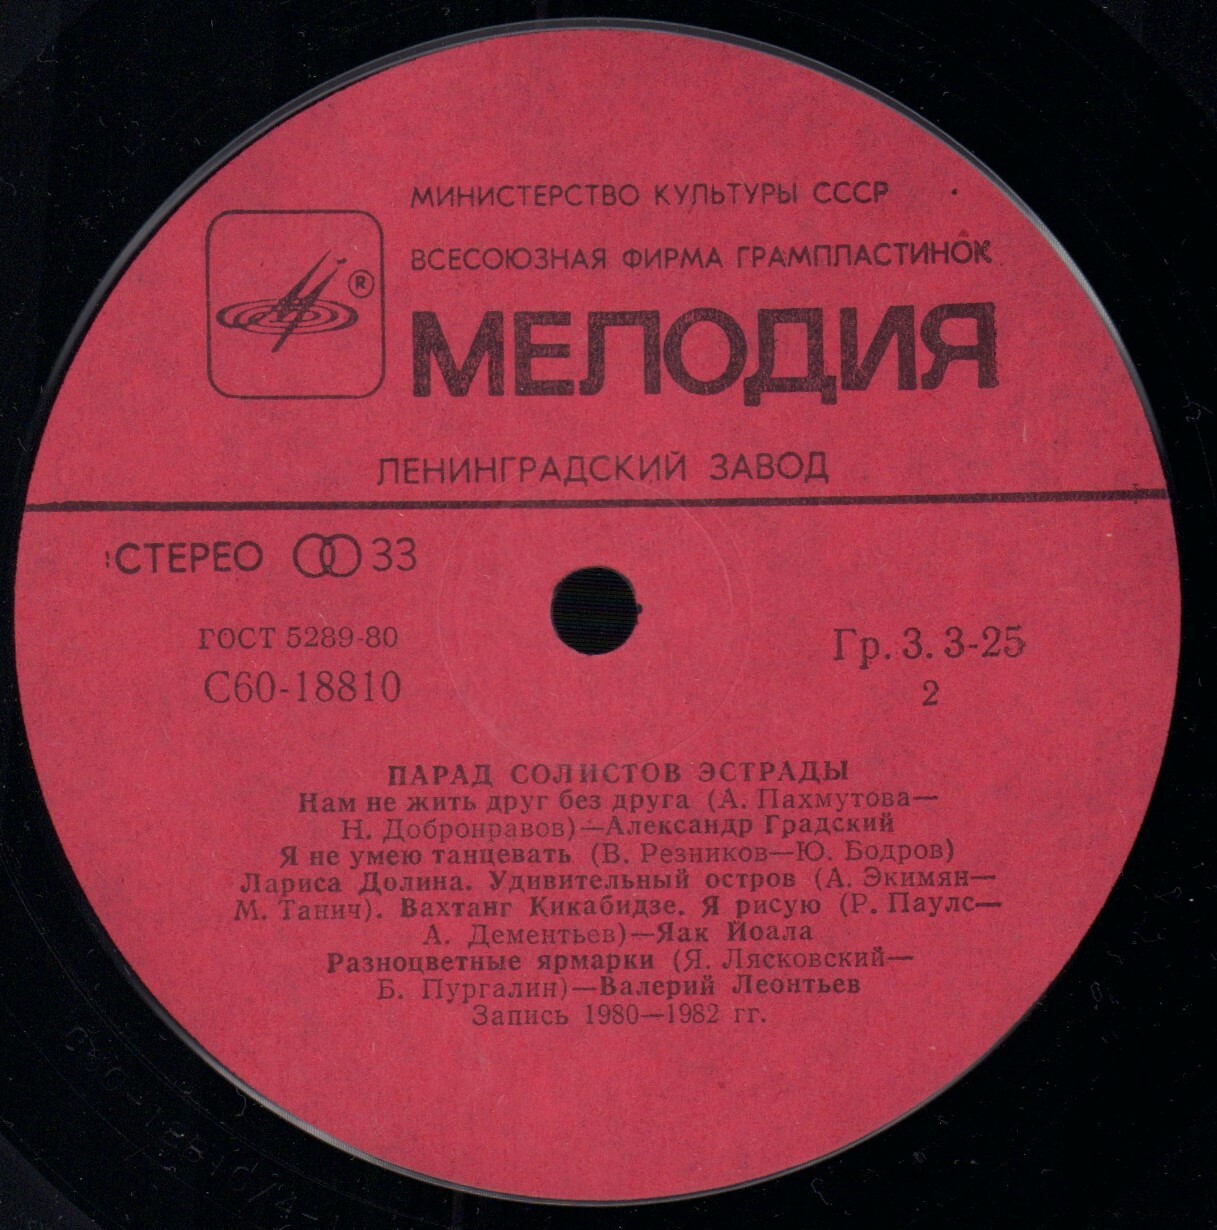 МИНИСТЕРСТВО КУЛЬТУРЫ СССР
ВСЕСОЮЗНАЯ ФИРМА ГРАМПЛАСТИНОК
®
МЕЛОДИЯ
ЛЕНИНГРАДСКИЙ ЗАВОД
СТЕРЕО 33
ГОСТ 5289-80
С60-18810
Гр. 3. 3-25
2
ПАРАД СОЛИСТОВ ЭСТРАДЫ
Нам не жить друг без друга (А. Пахмутова—
Н. Добронравов)—Александр Градский
Я не умею танцевать (В. Резников—Ю. Бодров)
Лариса Долина. Удивительный остров (А. Экимян—
М. Танич). Вахтанг Кикабидзе. Я рисую (Р. Паулс—
А. Дементьев)—Яак Йоала
Разноцветные ярмарки (Я. Лясковский—
Б. Пургалин)—Валерий Леонтьев
Запись 1980—1982 гг.